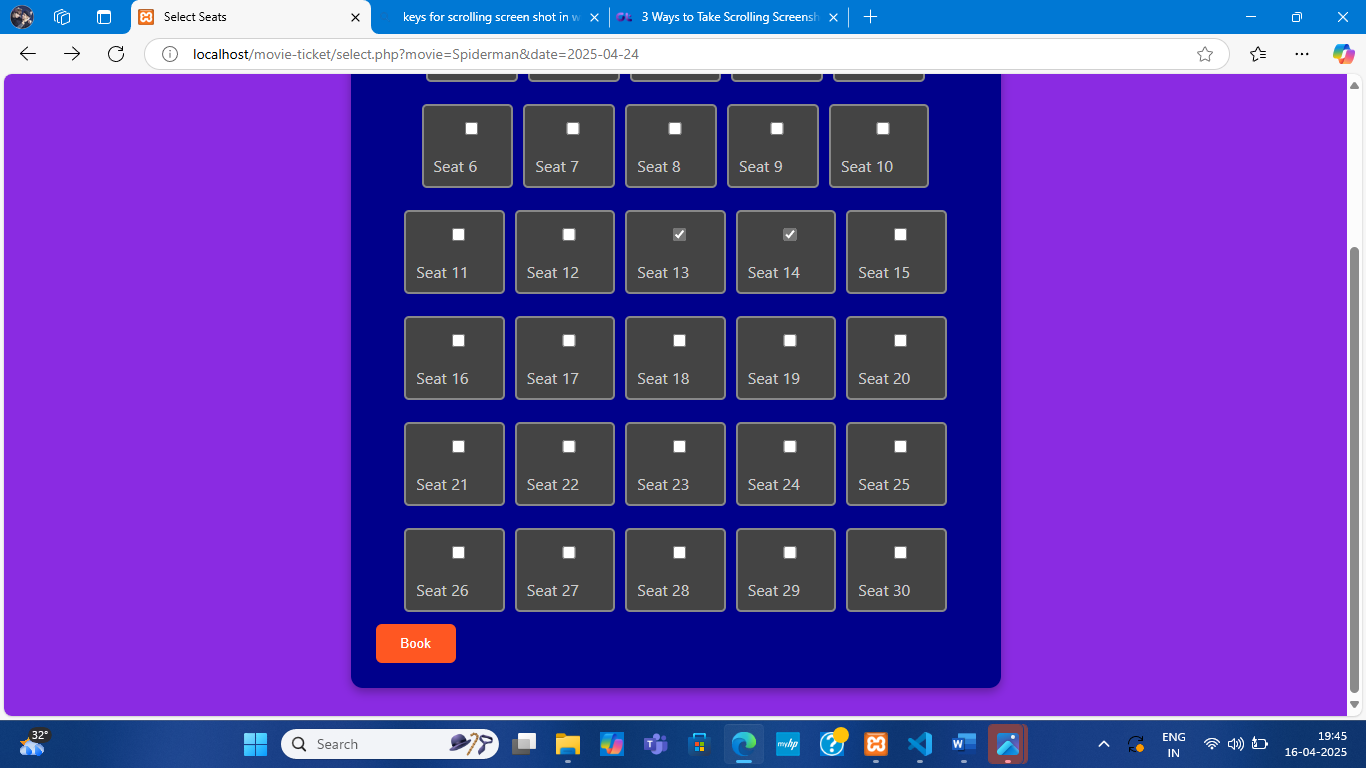 Select Seats
keys for scrolling screen shot in w
3 Ways to Take Scrolling Screensh
localhost/movie-ticket/select.php?movie=Spiderman&date=2025-04-24
Seat 6 Seat 7 Seat 8 Seat 9 Seat 10
Seat 11 Seat 12 Seat 13 Seat 14 Seat 15
Seat 16 Seat 17 Seat 18 Seat 19 Seat 20
Seat 21 Seat 22 Seat 23 Seat 24 Seat 25
Seat 26 Seat 27 Seat 28 Seat 29 Seat 30
Book
32°
Search
myhp
ENG
IN
19:45
16-04-2025